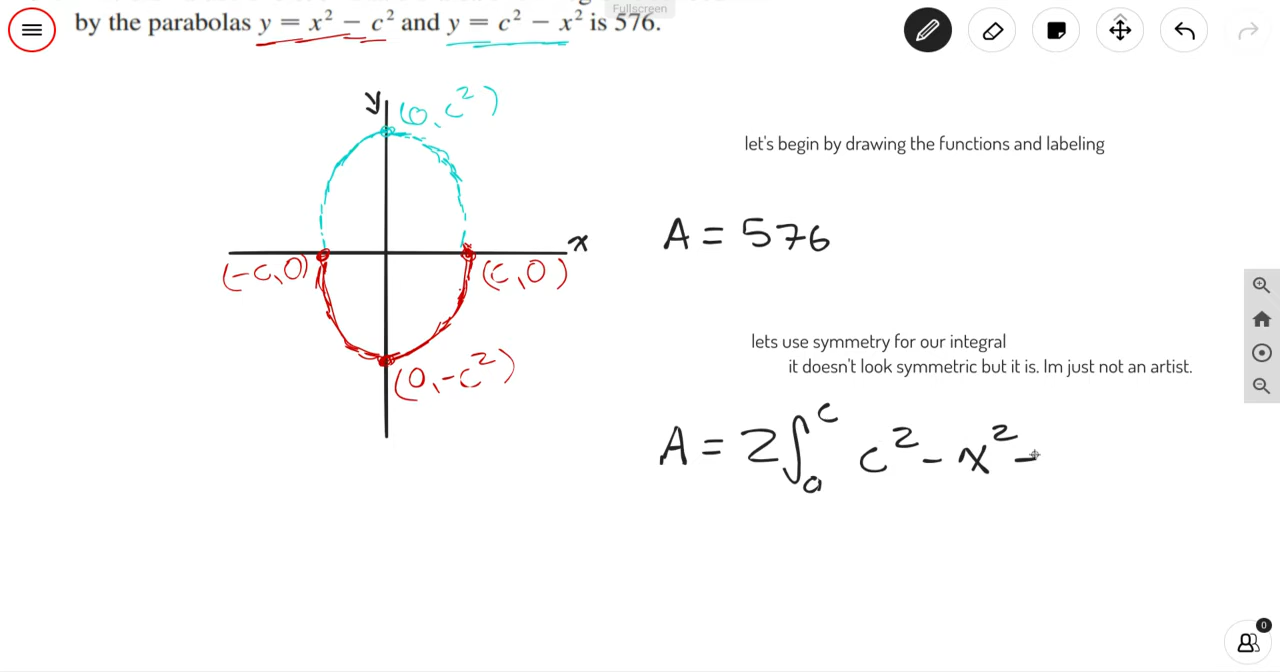 Fullscreen
by the parabolas y = x² − c² and y = c² − x² is 576.
y
(0, c²)
let's begin by drawing the functions and labeling
A = 576
x
(-c, 0)
(c, 0)
lets use symmetry for our integral
it doesn't look symmetric but it is. Im just not an artist.
(0, -c²)
A = 2∫₀ᶜ c² - x² -
0